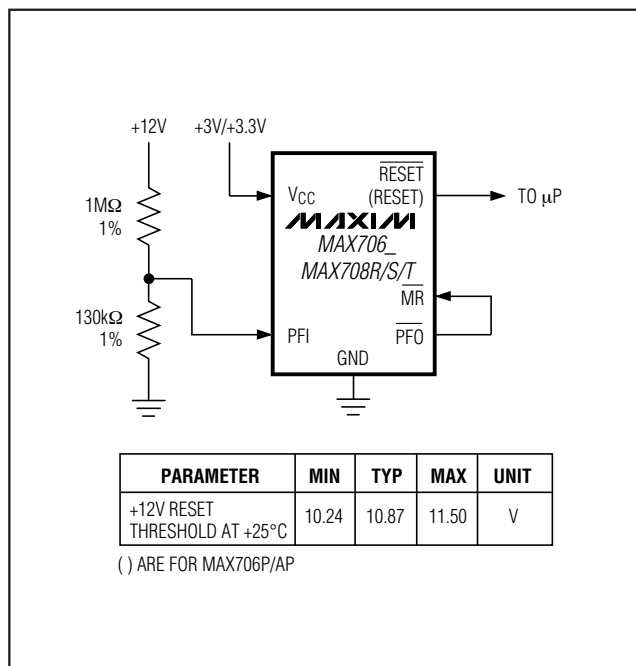 +12V
+3V/+3.3V
1MΩ
1%
130kΩ
1%
VCC
RESET
(RESET)
MAXIM
MAX706_
MAX708R/S/T
MR
PFI
PFO
GND
TO µP
PARAMETER MIN TYP MAX UNIT
+12V RESET
THRESHOLD AT +25°C 10.24 10.87 11.50 V
( ) ARE FOR MAX706P/AP